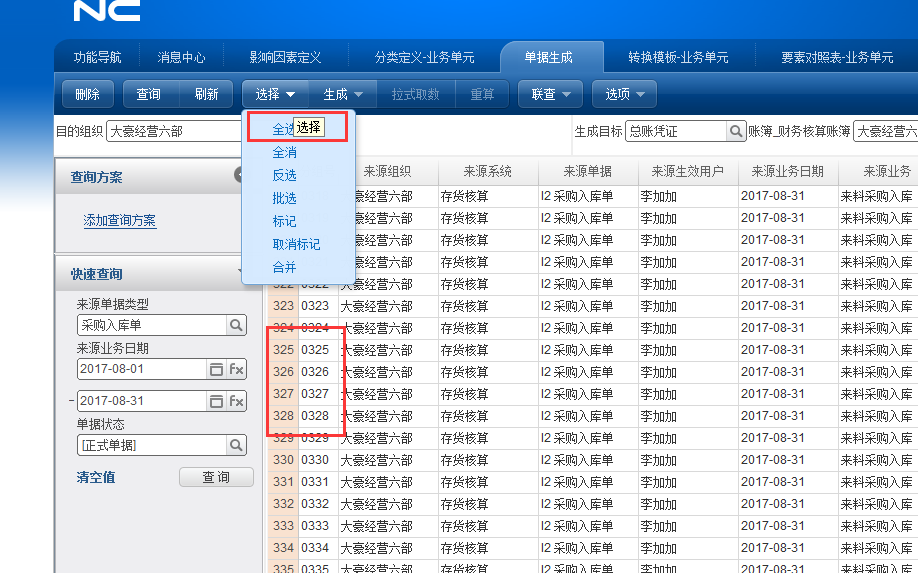 NC
功能导航 消息中心 影响因素定义 分类定义-业务单元 单据生成 转换模板-业务单元 要素对照表-业务单元
删除 查询 刷新 选择 生成 拉式取数 重算 联查 选项
目的组织 大豪经营六部 生成目标 总账凭证 账簿_财务核算账簿 大豪经营六
全选 选择
全消
反选
批选
标记
取消标记
合并
查询方案
添加查询方案
快速查询
来源单据类型
采购入库单
来源业务日期
2017-08-01 fx
- 2017-08-31 fx
单据状态
[正式单据]
清空值 查询
来源组织 来源系统 来源单据 来源生效用户 来源业务日期 来源业务
大豪经营六部 存货核算 I2 采购入库单 李加加 2017-08-31 来料采购入库
大豪经营六部 存货核算 I2 采购入库单 李加加 2017-08-31 来料采购入库
大豪经营六部 存货核算 I2 采购入库单 李加加 2017-08-31 来料采购入库
大豪经营六部 存货核算 I2 采购入库单 李加加 2017-08-31 来料采购入库
322 0322 大豪经营六部 存货核算 I2 采购入库单 李加加 2017-08-31 来料采购入库
323 0323 大豪经营六部 存货核算 I2 采购入库单 李加加 2017-08-31 来料采购入库
324 0324 大豪经营六部 存货核算 I2 采购入库单 李加加 2017-08-31 来料采购入库
325 0325 大豪经营六部 存货核算 I2 采购入库单 李加加 2017-08-31 来料采购入库
326 0326 大豪经营六部 存货核算 I2 采购入库单 李加加 2017-08-31 来料采购入库
327 0327 大豪经营六部 存货核算 I2 采购入库单 李加加 2017-08-31 来料采购入库
328 0328 大豪经营六部 存货核算 I2 采购入库单 李加加 2017-08-31 来料采购入库
329 0329 大豪经营六部 存货核算 I2 采购入库单 李加加 2017-08-31 来料采购入库
330 0330 大豪经营六部 存货核算 I2 采购入库单 李加加 2017-08-31 来料采购入库
331 0331 大豪经营六部 存货核算 I2 采购入库单 李加加 2017-08-31 来料采购入库
332 0332 大豪经营六部 存货核算 I2 采购入库单 李加加 2017-08-31 来料采购入库
333 0333 大豪经营六部 存货核算 I2 采购入库单 李加加 2017-08-31 来料采购入库
334 0334 大豪经营六部 存货核算 I2 采购入库单 李加加 2017-08-31 来料采购入库
335 0335 大豪经营六部 存货核算 I2 采购入库单 李加加 2017-08-31 来料采购入库